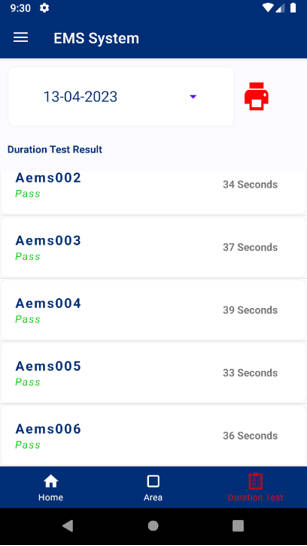 9:30
EMS System
13-04-2023
Duration Test Result
Aems002
Pass
34 Seconds
Aems003
Pass
37 Seconds
Aems004
Pass
39 Seconds
Aems005
Pass
33 Seconds
Aems006
Pass
36 Seconds
Home
Area
Duration Test